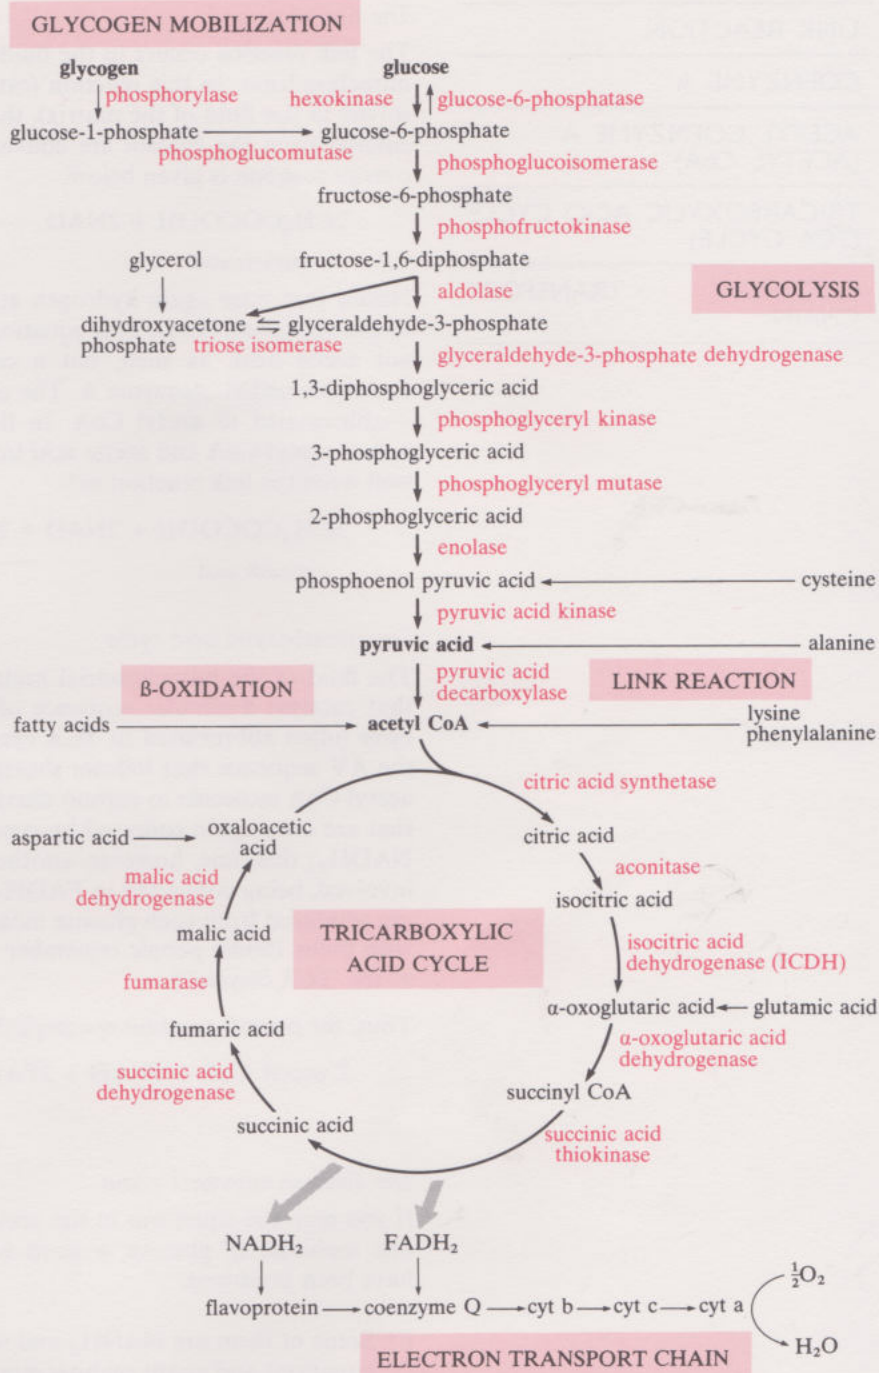 GLYCOGEN MOBILIZATION
glycogen
glucose
phosphorylase
hexokinase
glucose-6-phosphatase
glucose-1-phosphate
glucose-6-phosphate
phosphoglucomutase
phosphoglucoisomerase
fructose-6-phosphate
phosphofructokinase
glycerol
fructose-1,6-diphosphate
GLYCOLYSIS
aldolase
dihydroxyacetone
phosphate
glyceraldehyde-3-phosphate
triose isomerase
glyceraldehyde-3-phosphate dehydrogenase
1,3-diphosphoglyceric acid
phosphoglyceryl kinase
3-phosphoglyceric acid
phosphoglyceryl mutase
2-phosphoglyceric acid
enolase
phosphoenol pyruvic acid
cysteine
pyruvic acid kinase
pyruvic acid
alanine
ß-OXIDATION
pyruvic acid
decarboxylase
LINK REACTION
fatty acids
acetyl CoA
lysine
phenylalanine
citric acid synthetase
aspartic acid
oxaloacetic
acid
citric acid
malic acid
dehydrogenase
aconitase
isocitric acid
malic acid
TRICARBOXYLIC
ACID CYCLE
isocitric acid
dehydrogenase (ICDH)
fumarase
α-oxoglutaric acid
glutamic acid
fumaric acid
α-oxoglutaric acid
dehydrogenase
succinic acid
dehydrogenase
succinyl CoA
succinic acid
succinic acid
thiokinase
NADH₂
FADH₂
½O₂
flavoprotein
coenzyme Q
cyt b
cyt c
cyt a
H₂O
ELECTRON TRANSPORT CHAIN